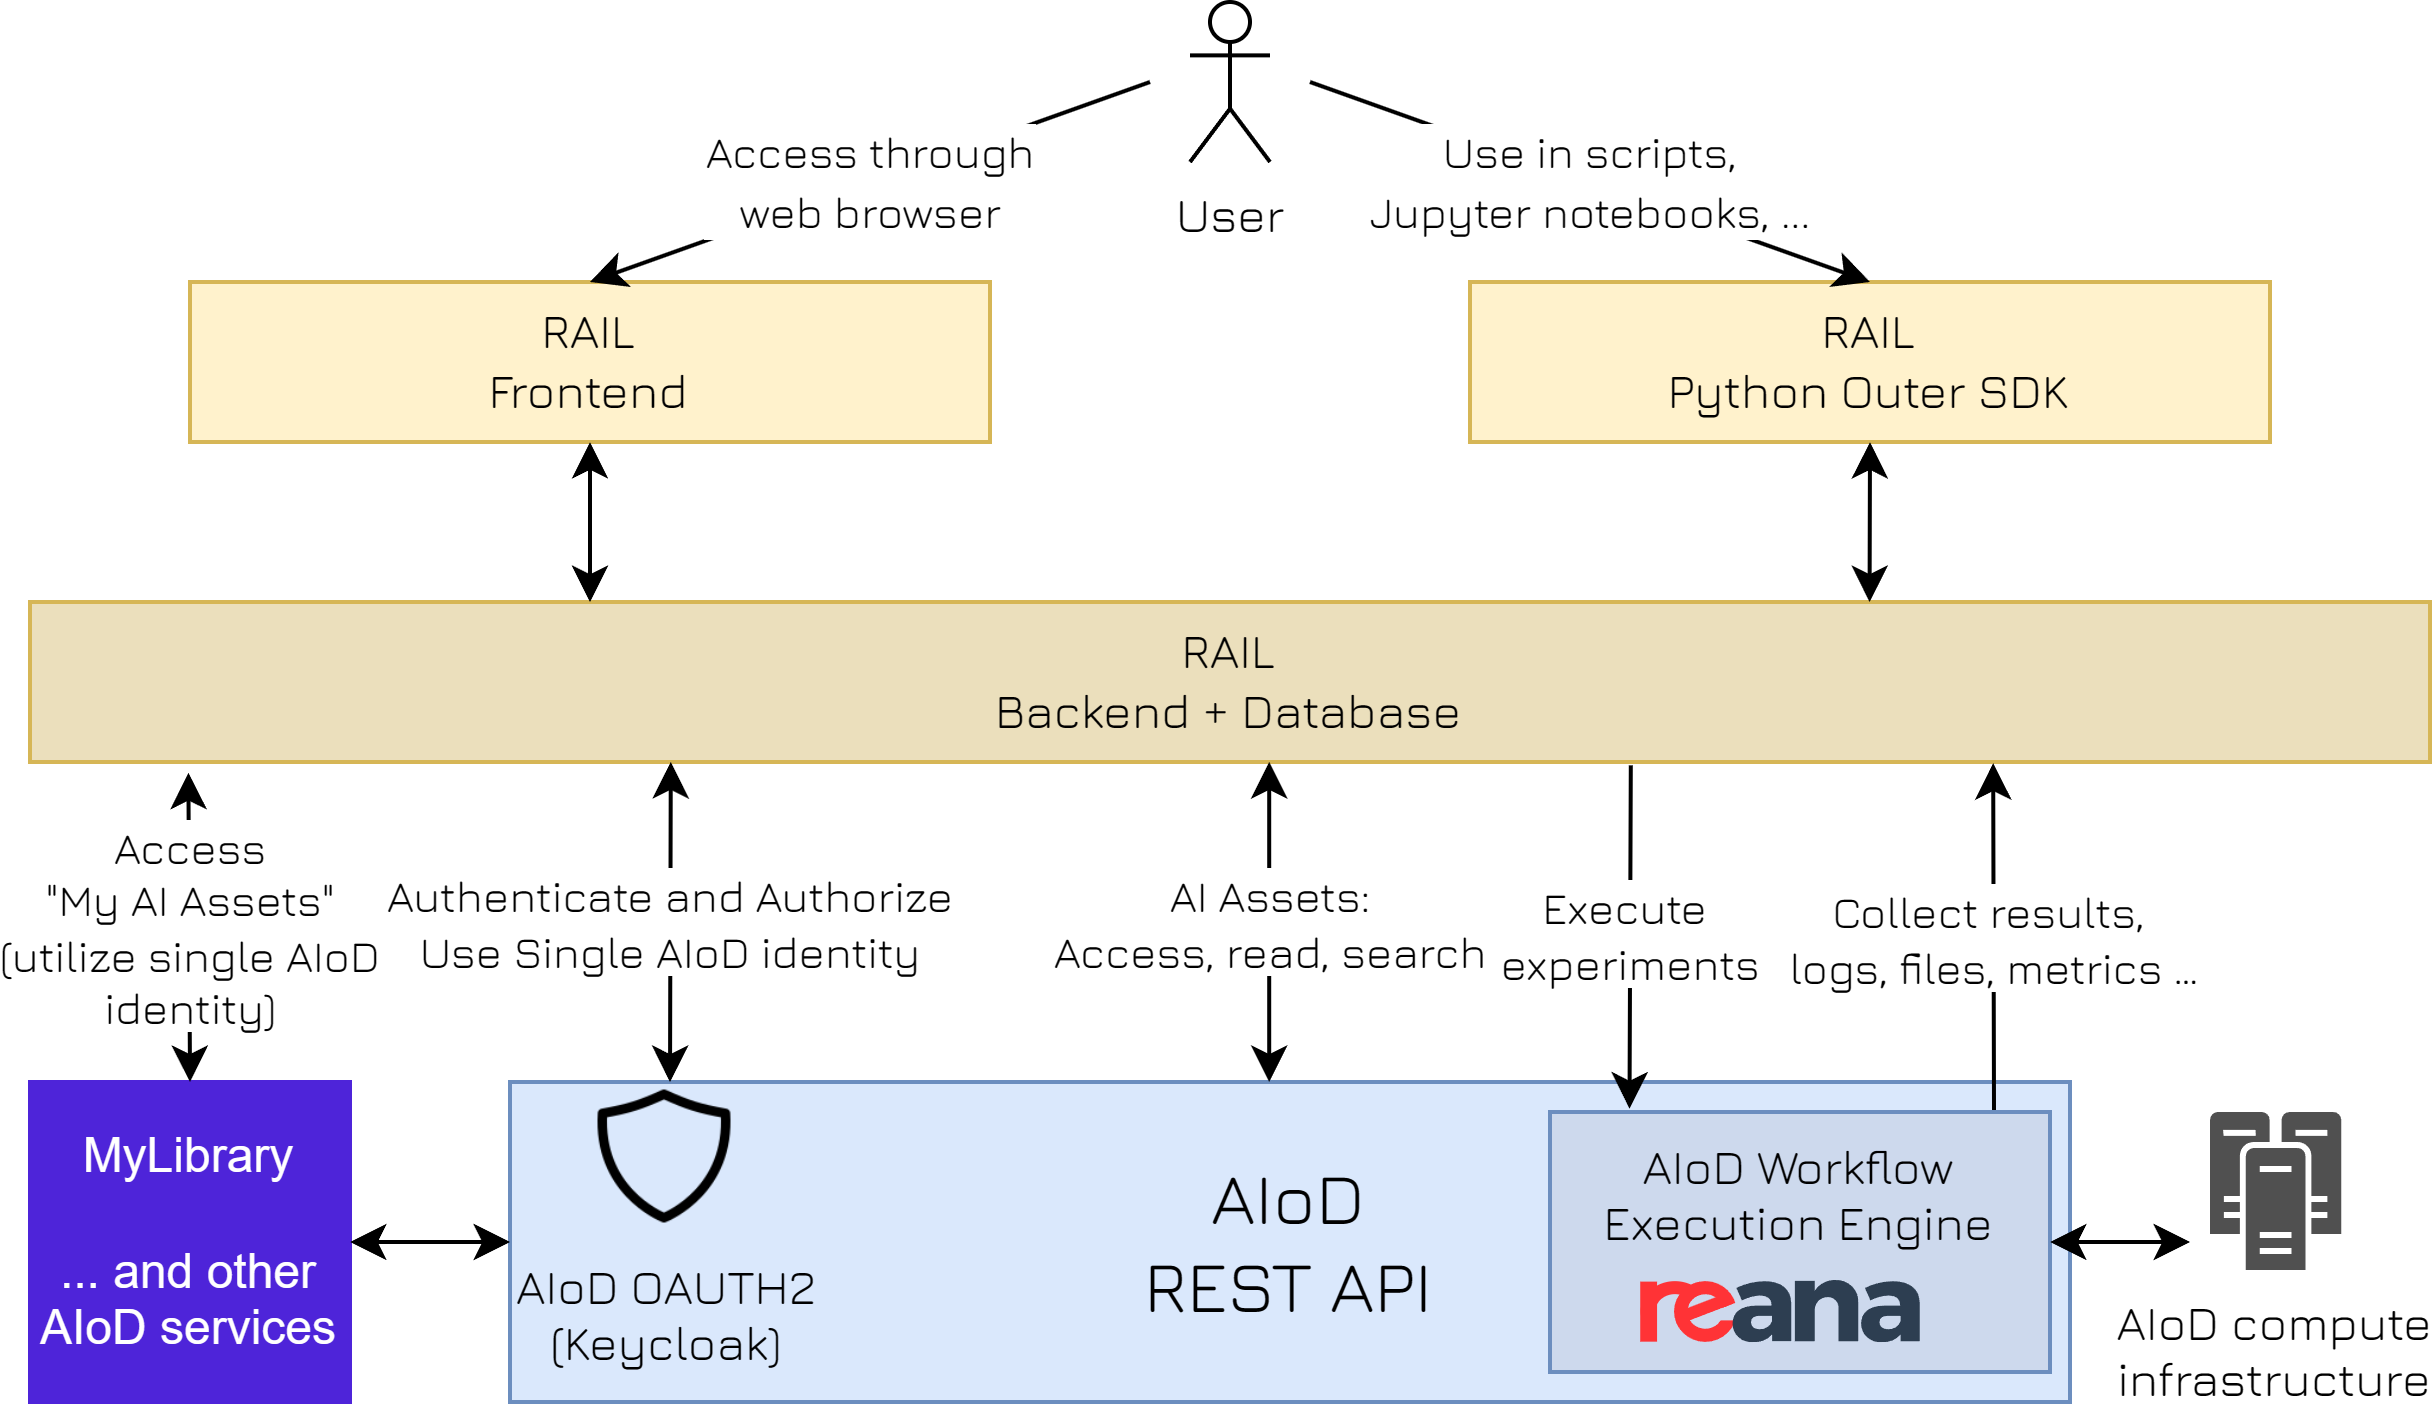 User
Access through
web browser
Use in scripts,
Jupyter notebooks, ...
RAIL
Frontend
RAIL
Python Outer SDK
RAIL
Backend + Database
Access
"My AI Assets"
(utilize single AIoD
identity)
Authenticate and Authorize
Use Single AIoD identity
AI Assets:
Access, read, search
Execute
experiments
Collect results,
logs, files, metrics ...
MyLibrary
... and other
AIoD services
AIoD OAUTH2
(Keycloak)
AIoD
REST API
AIoD Workflow
Execution Engine
reana
AIoD compute
infrastructure